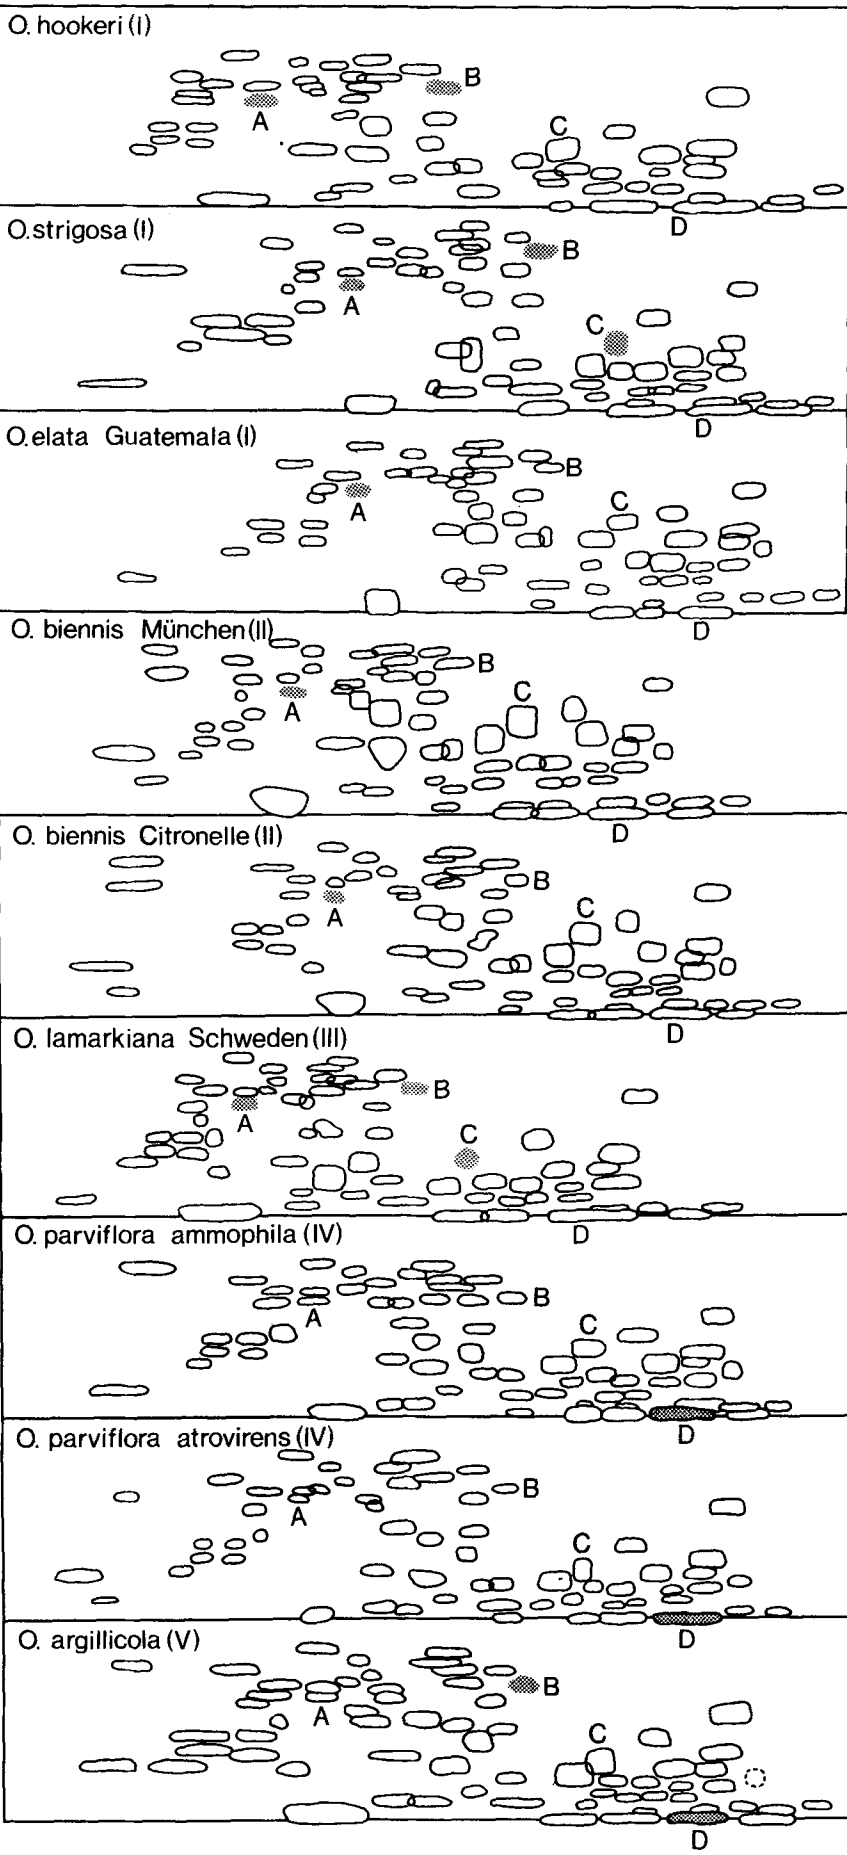 O. hookeri (I)
B
A
C
D
O. strigosa (I)
B
A
C
D
O. elata Guatemala (I)
B
A
C
D
O. biennis München (II)
B
A
C
D
O. biennis Citronelle (II)
B
A
C
D
O. lamarkiana Schweden (III)
B
A
C
D
O. parviflora ammophila (IV)
B
A
C
D
O. parviflora atrovirens (IV)
B
A
C
D
O. argillicola (V)
B
A
C
D